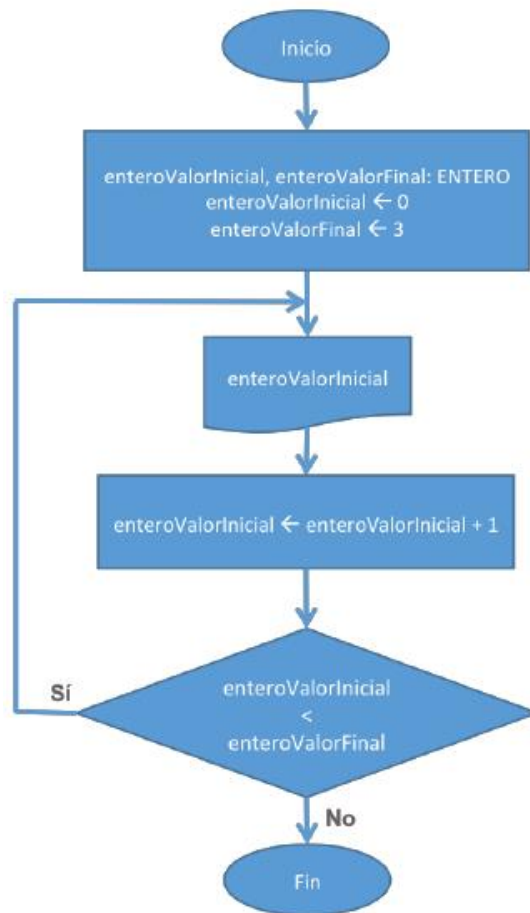 Inicio
enteroValorInicial, enteroValorFinal: ENTERO
enteroValorInicial ← 0
enteroValorFinal ← 3
enteroValorInicial
enteroValorInicial ← enteroValorInicial + 1
enteroValorInicial
<
enteroValorFinal
Sí
No
Fin